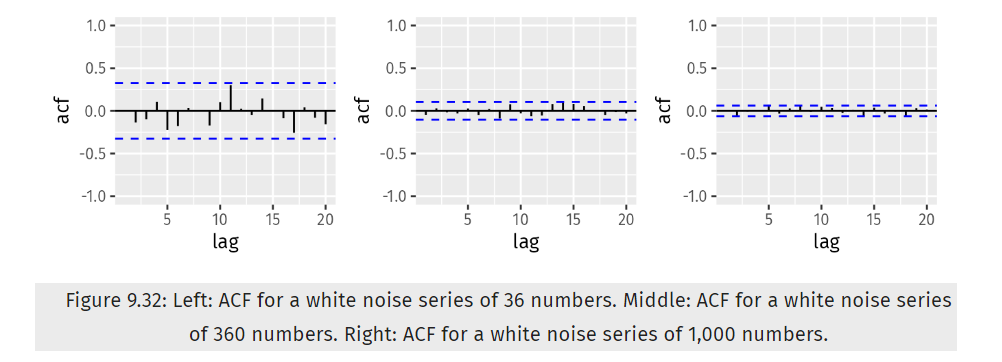 1.0
0.5
0.0
-0.5
-1.0
acf
5 10 15 20
lag
1.0
0.5
0.0
-0.5
-1.0
acf
5 10 15 20
lag
1.0
0.5
0.0
-0.5
-1.0
acf
5 10 15 20
lag
Figure 9.32: Left: ACF for a white noise series of 36 numbers. Middle: ACF for a white noise series
of 360 numbers. Right: ACF for a white noise series of 1,000 numbers.